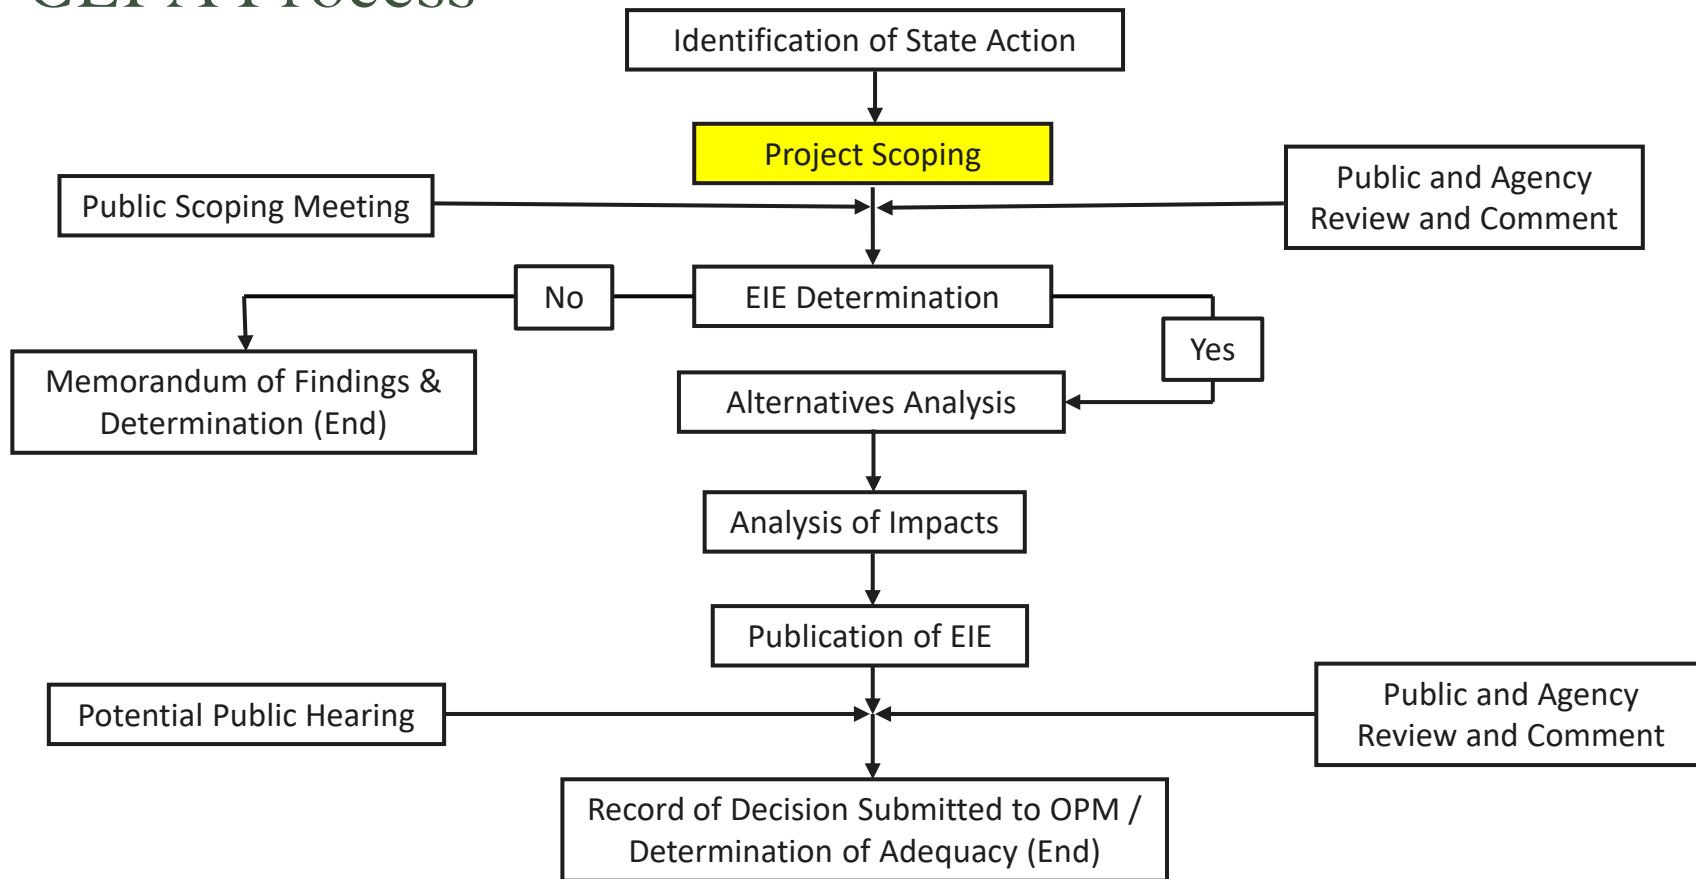 CEPA Process
Identification of State Action
Project Scoping
Public Scoping Meeting
Public and Agency
Review and Comment
No
EIE Determination
Yes
Memorandum of Findings &
Determination (End)
Alternatives Analysis
Analysis of Impacts
Publication of EIE
Potential Public Hearing
Public and Agency
Review and Comment
Record of Decision Submitted to OPM /
Determination of Adequacy (End)